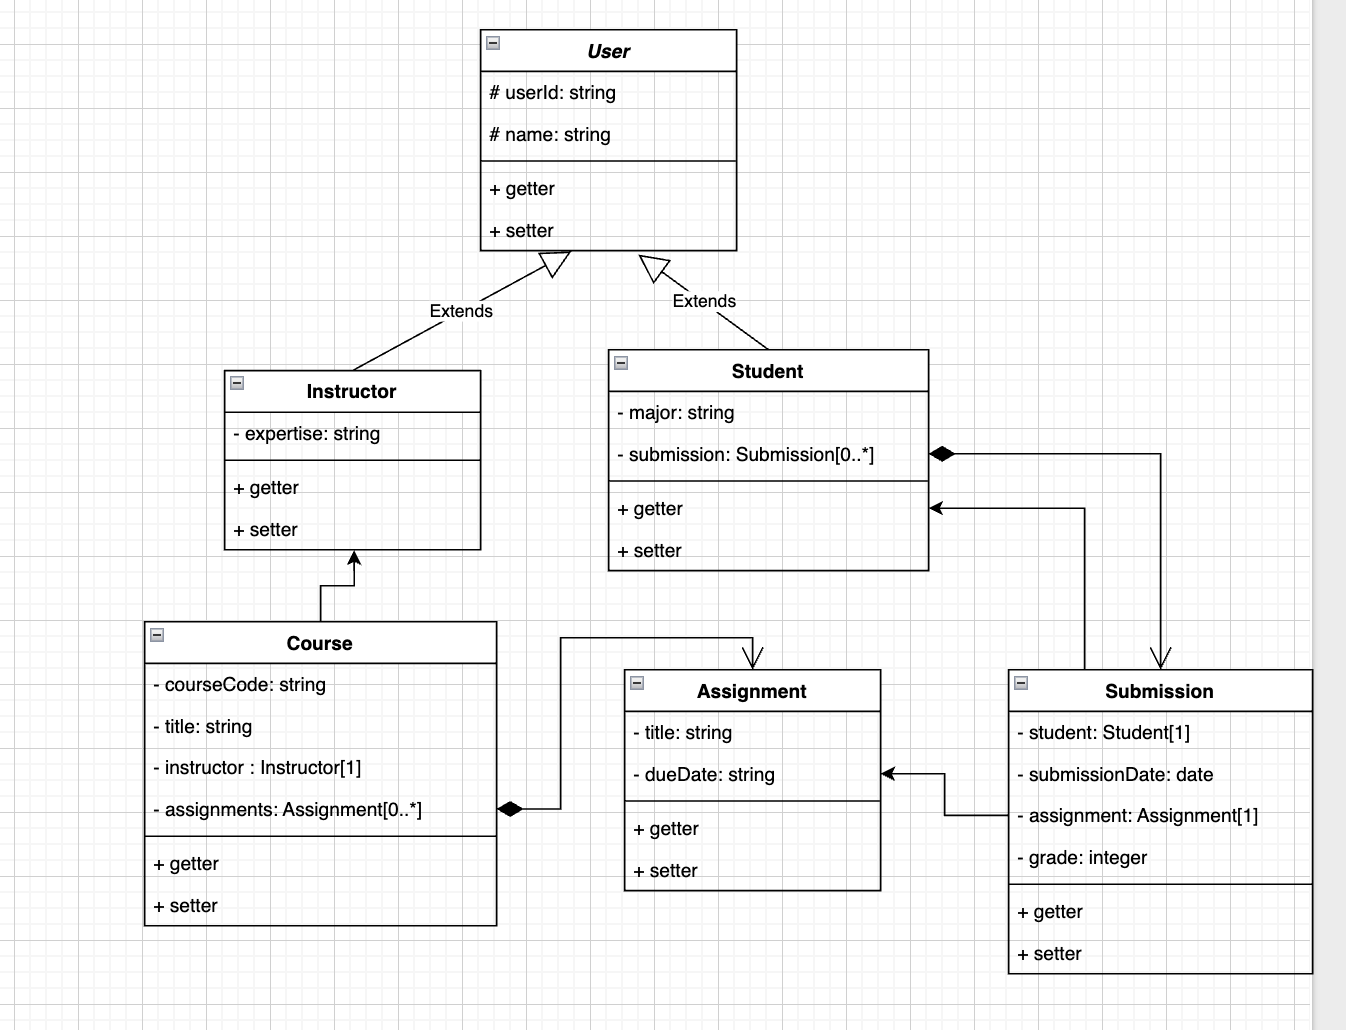 User
# userId: string
# name: string
+ getter
+ setter
Extends
Extends
Instructor
- expertise: string
+ getter
+ setter
Student
- major: string
- submission: Submission[0..*]
+ getter
+ setter
Course
- courseCode: string
- title: string
- instructor : Instructor[1]
- assignments: Assignment[0..*]
+ getter
+ setter
Assignment
- title: string
- dueDate: string
+ getter
+ setter
Submission
- student: Student[1]
- submissionDate: date
- assignment: Assignment[1]
- grade: integer
+ getter
+ setter